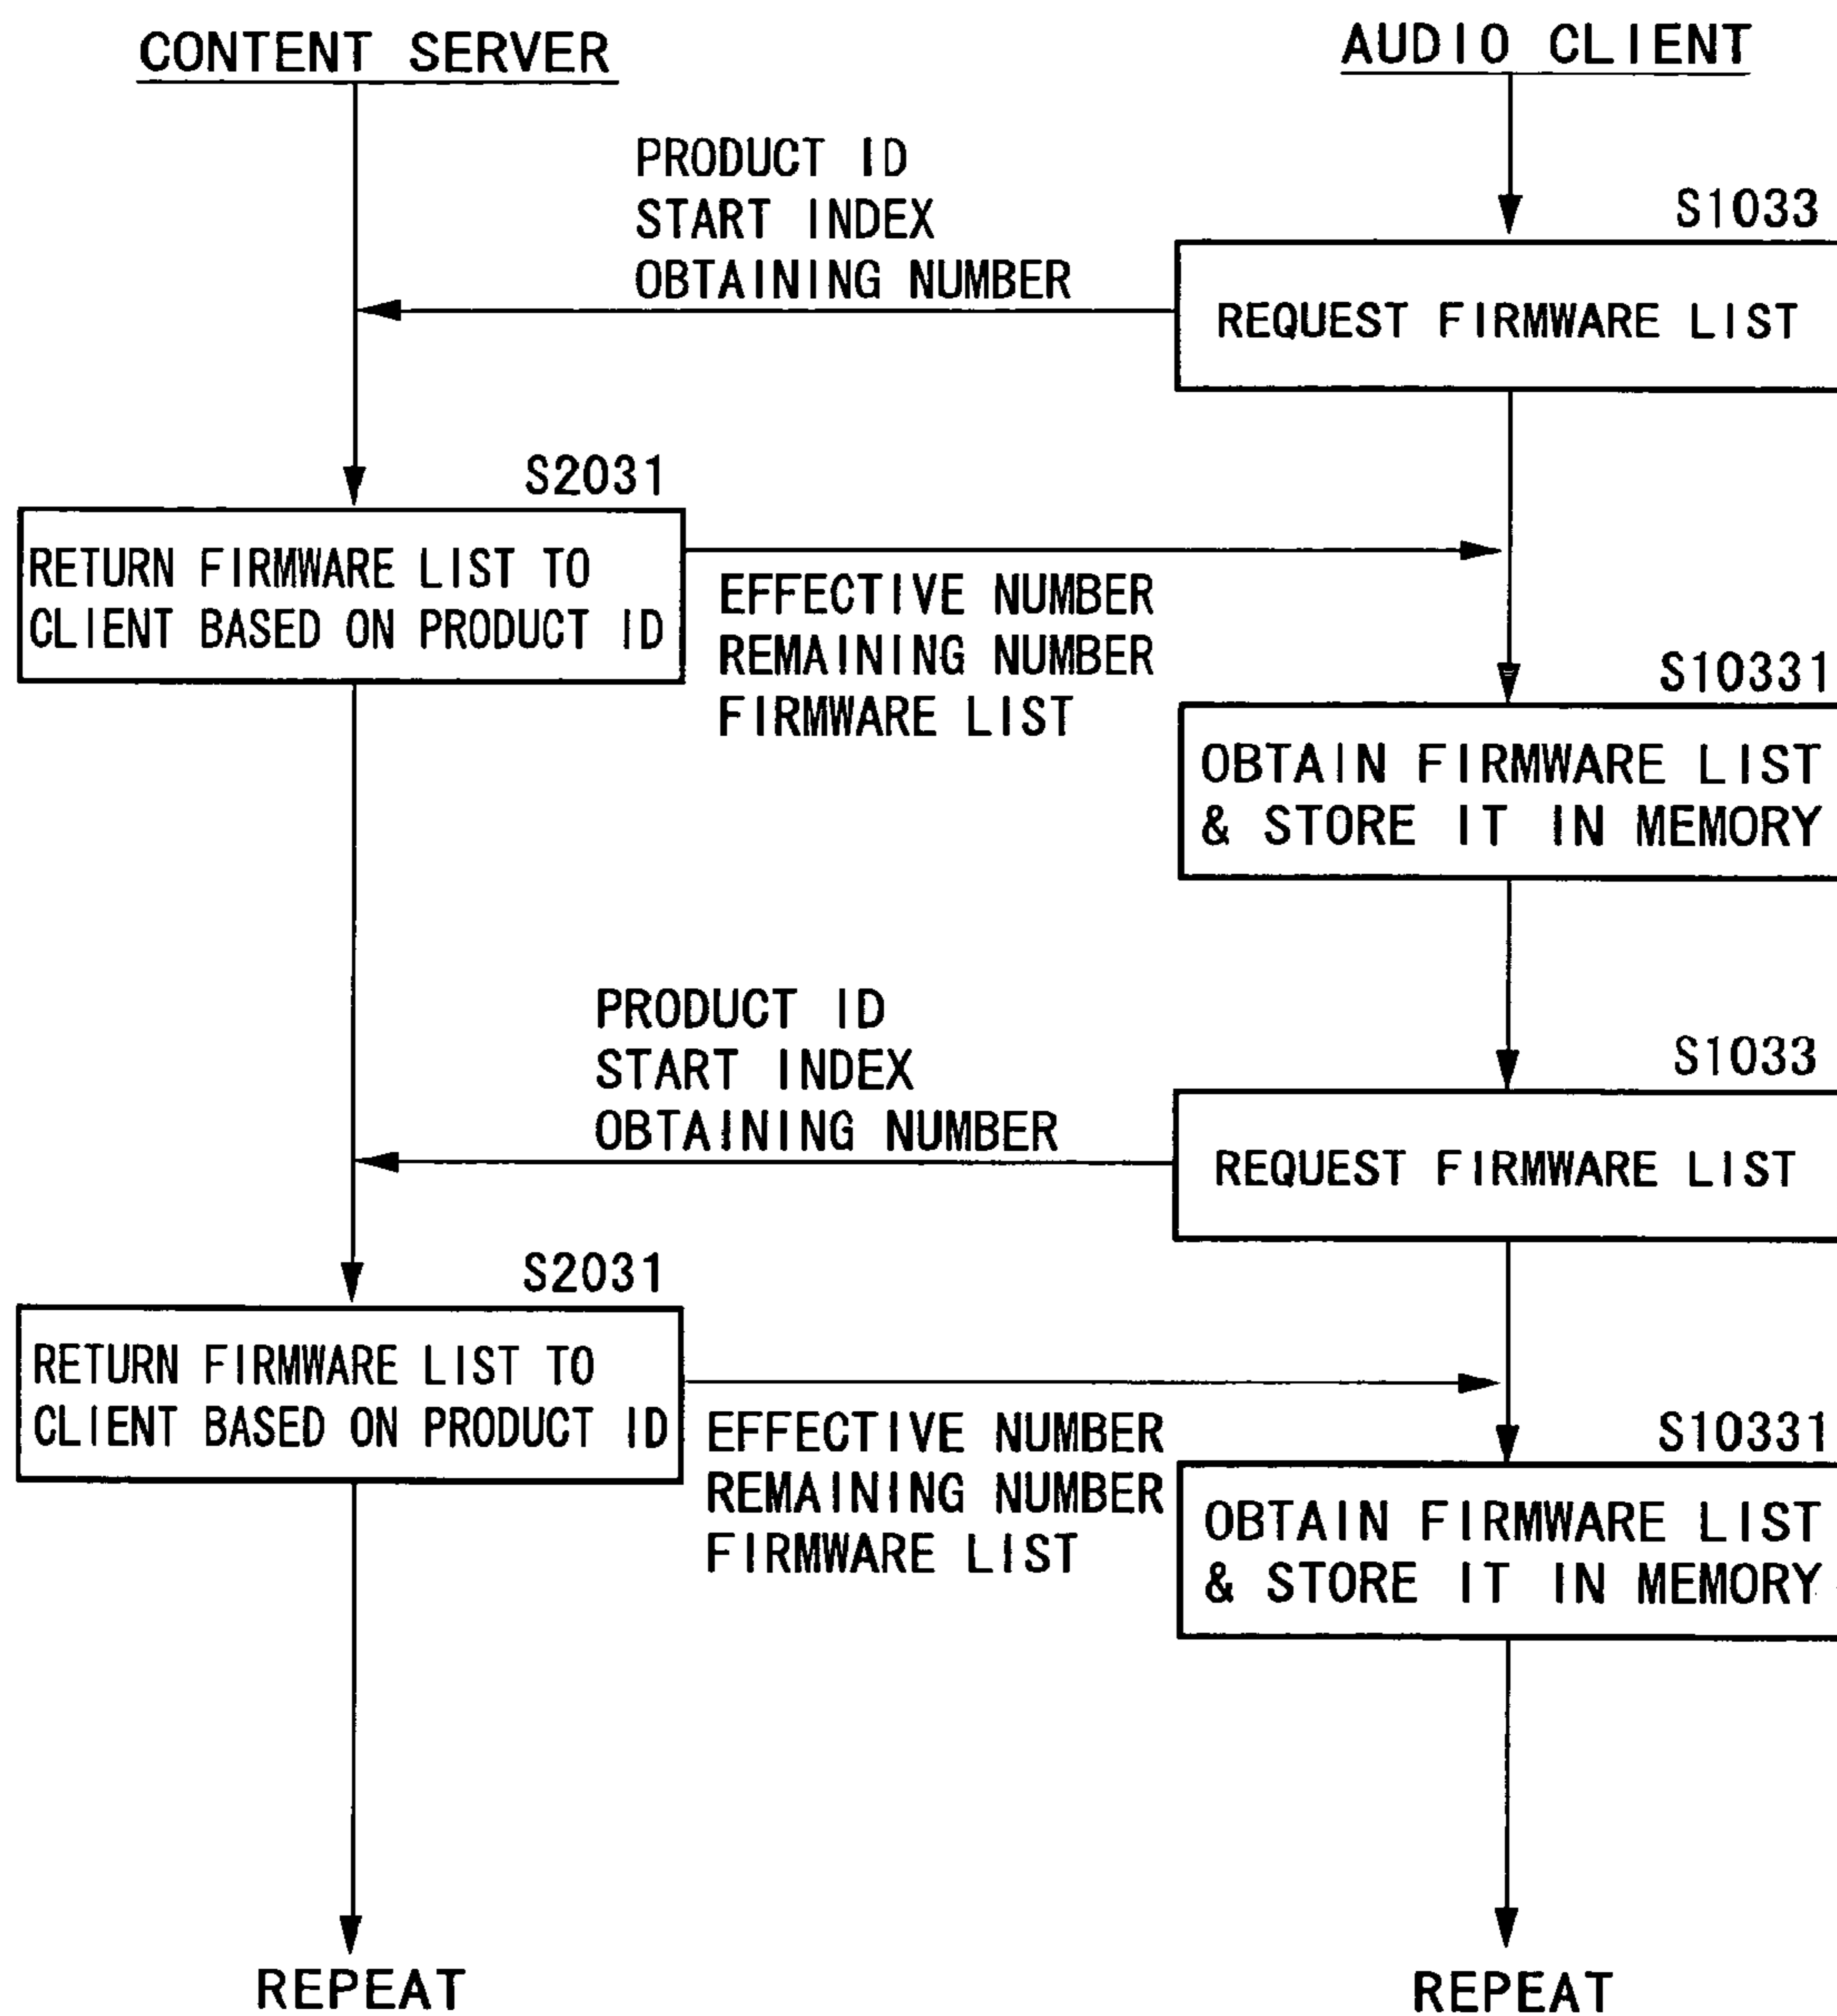 CONTENT SERVER
AUDIO CLIENT
PRODUCT ID
START INDEX
OBTAINING NUMBER
S1033
REQUEST FIRMWARE LIST
S2031
RETURN FIRMWARE LIST TO
CLIENT BASED ON PRODUCT ID
EFFECTIVE NUMBER
REMAINING NUMBER
FIRMWARE LIST
S10331
OBTAIN FIRMWARE LIST
& STORE IT IN MEMORY
PRODUCT ID
START INDEX
OBTAINING NUMBER
S1033
REQUEST FIRMWARE LIST
S2031
RETURN FIRMWARE LIST TO
CLIENT BASED ON PRODUCT ID
EFFECTIVE NUMBER
REMAINING NUMBER
FIRMWARE LIST
S10331
OBTAIN FIRMWARE LIST
& STORE IT IN MEMORY
REPEAT
REPEAT